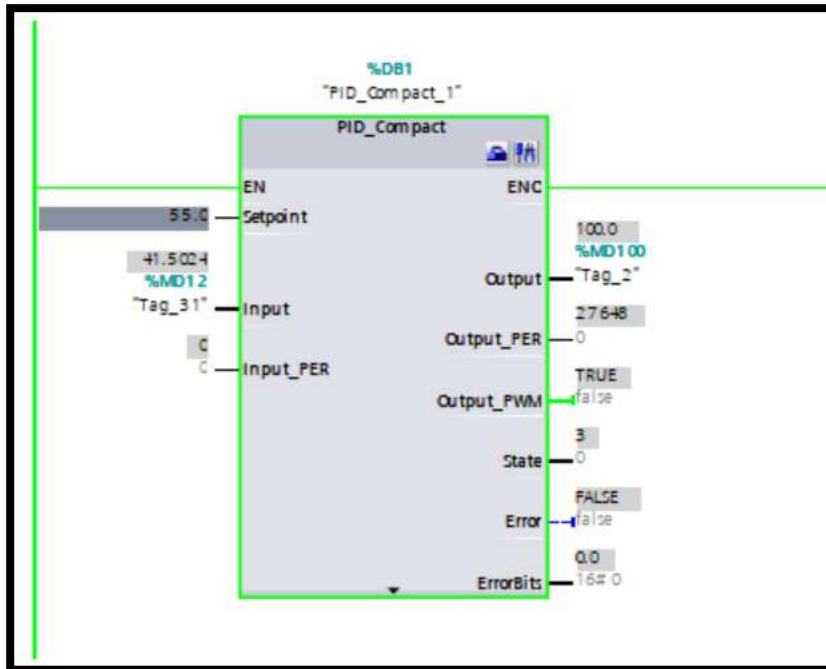 %DB1
"PID_Compact_1"
PID_Compact
EN
ENO
55.0
Setpoint
41.5024
%MD12
"Tag_31"
Input
0
0
Input_PER
100.0
%MD100
"Tag_2"
Output
27648
Output_PER
0
TRUE
Output_PWM
false
3
State
0
FALSE
Error
false
0.0
ErrorBits
16# 0